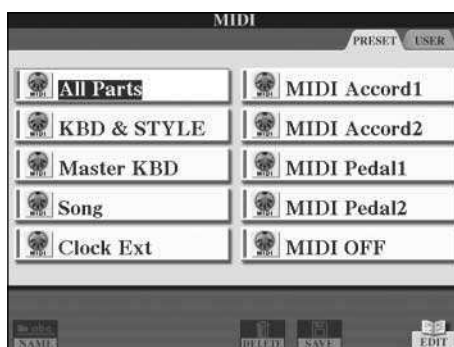 MIDI
PRESET USER
All Parts
KBD & STYLE
Master KBD
Song
Clock Ext
MIDI Accord1
MIDI Accord2
MIDI Pedal1
MIDI Pedal2
MIDI OFF
NAME DELETE SAVE EDIT